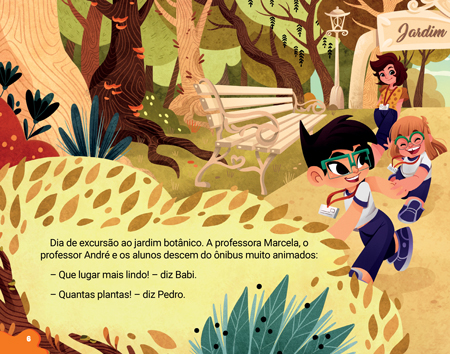 Jardim
Dia de excursão ao jardim botânico. A professora Marcela, o
professor André e os alunos descem do ônibus muito animados:
– Que lugar mais lindo! – diz Babi.
– Quantas plantas! – diz Pedro.
6